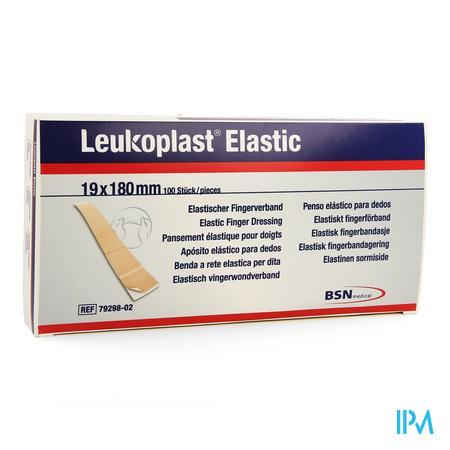 Leukoplast® Elastic
19 x 180 mm 100 Stück / pieces
Elastischer Fingerverband
Elastic Finger Dressing
Pansement élastique pour doigts
Apósito elástico para dedos
Benda a rete elastica per dita
Elastisch vingerwondverband
Penso elástico para dedos
Elastiskt fingerförband
Elastisk fingerbandasje
Elastisk fingerbandagering
Elastinen sormiside
REF 79298-02
BSN medical
IPM